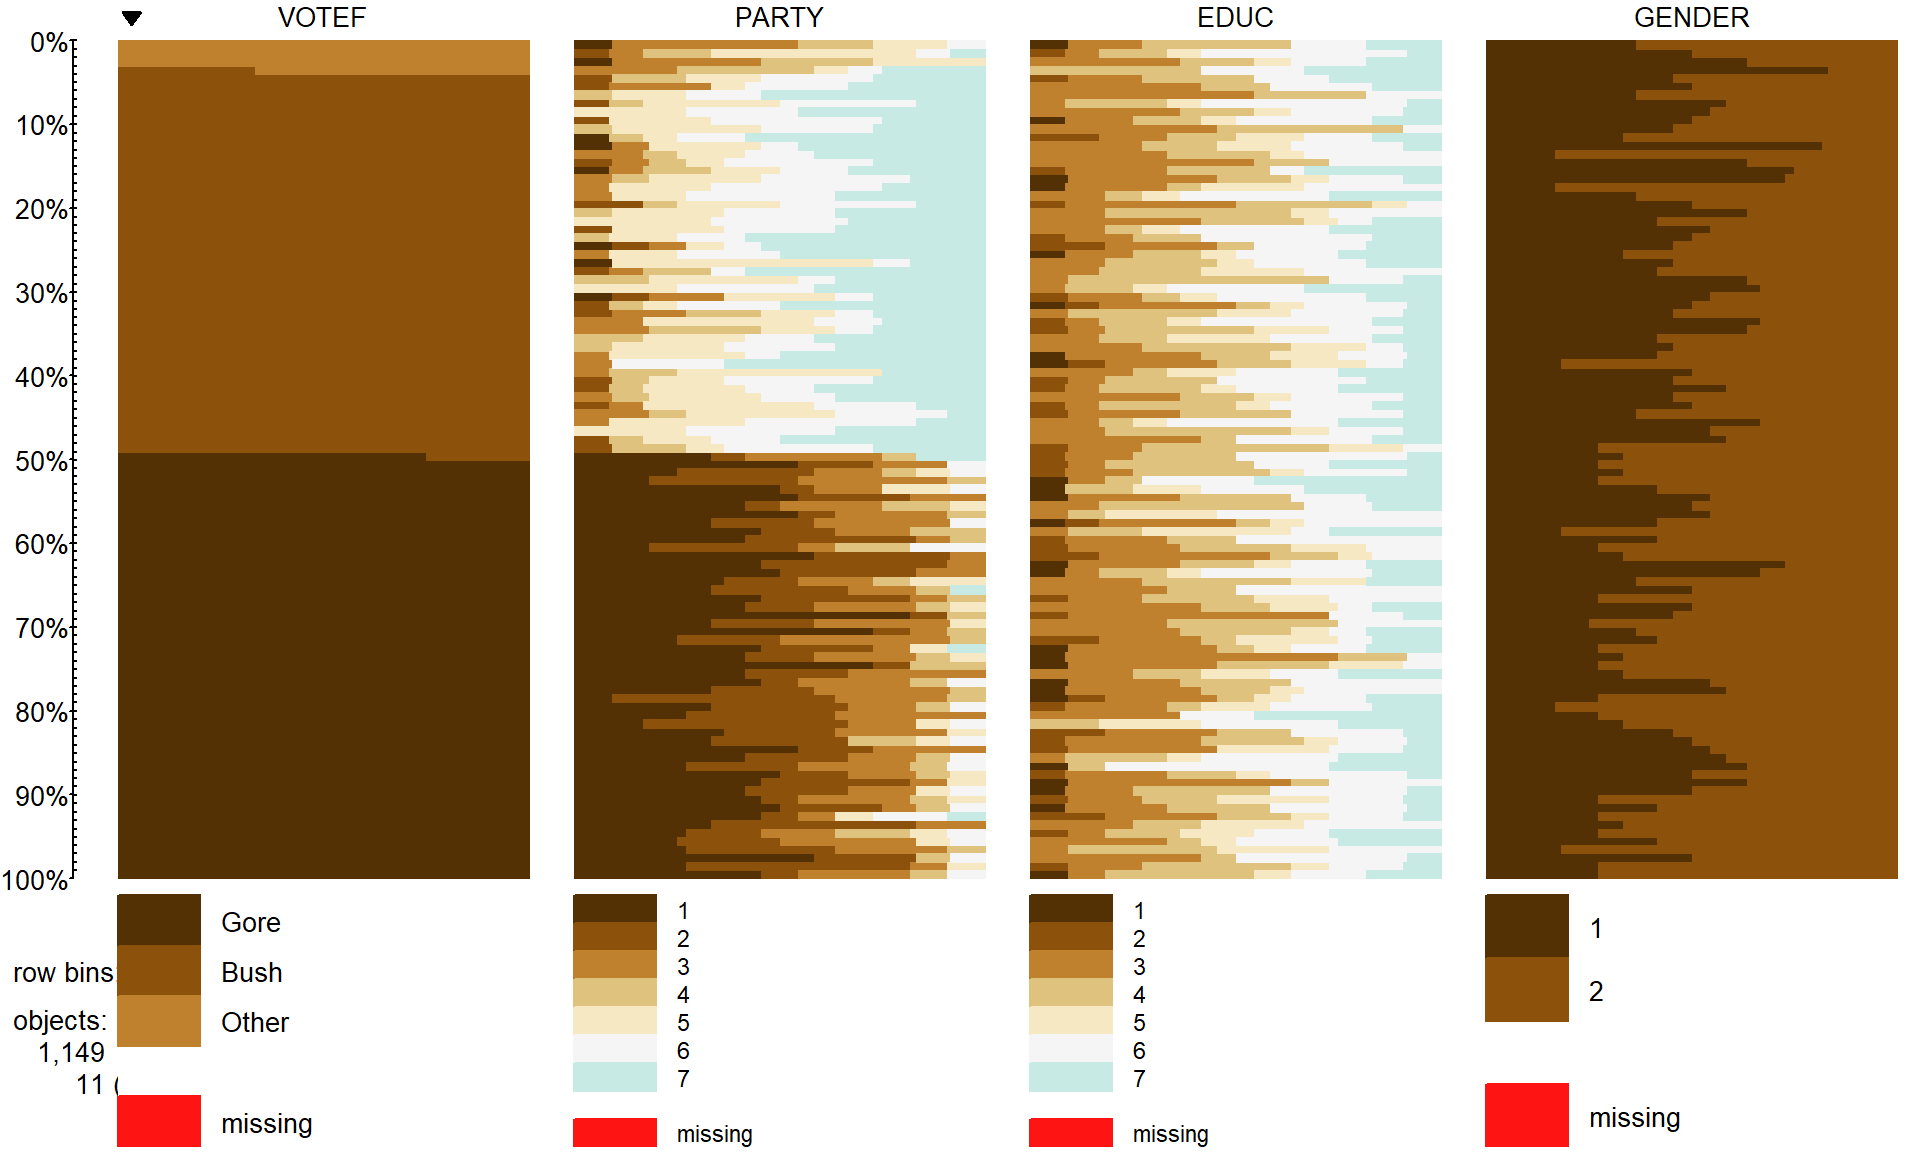 VOTEF PARTY EDUC GENDER
0%
10%
20%
30%
40%
50%
60%
70%
80%
90%
100%
row bins:
objects:
1,149
11 (
Gore
Bush
Other
missing
1
2
3
4
5
6
7
missing
1
2
3
4
5
6
7
missing
1
2
missing